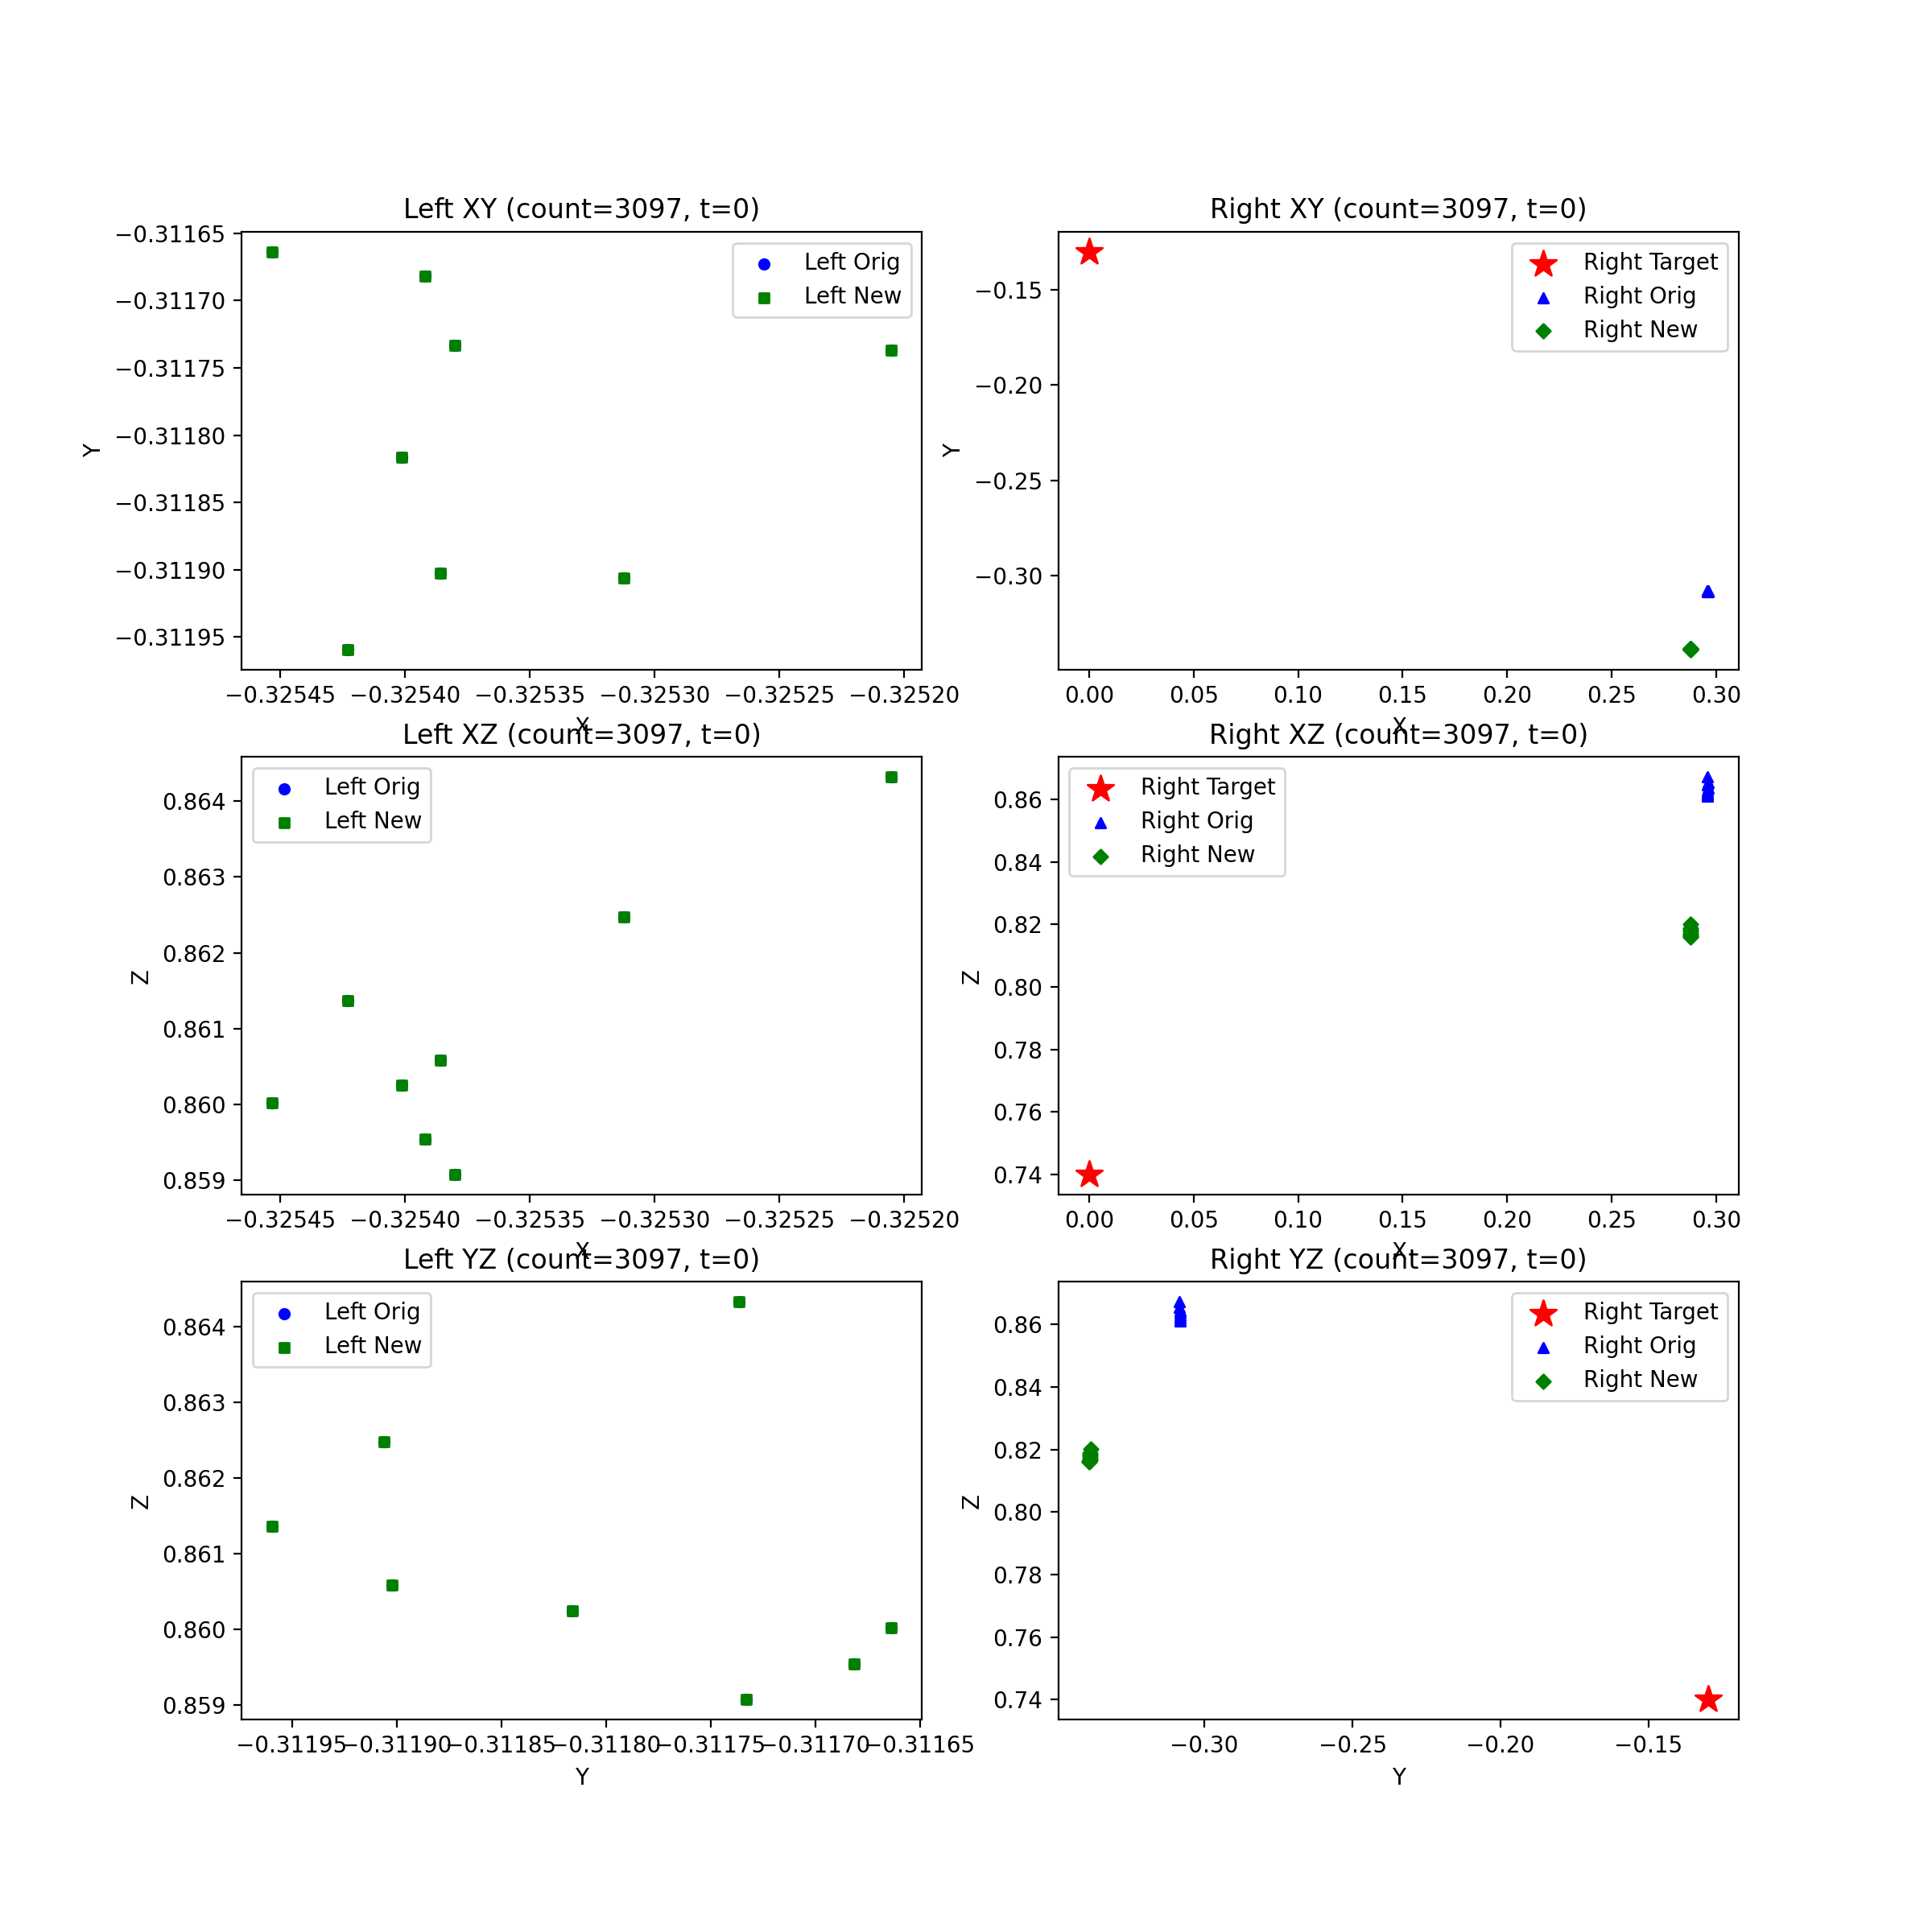 Left XY (count=3097, t=0)
−0.31165
−0.31170
−0.31175
−0.31180
−0.31185
−0.31190
−0.31195
Y
Left Orig
Left New
−0.32545 −0.32540 −0.32535 −0.32530 −0.32525 −0.32520
X
Right XY (count=3097, t=0)
−0.15
−0.20
−0.25
−0.30
Y
Right Target
Right Orig
Right New
0.00 0.05 0.10 0.15 0.20 0.25 0.30
X
Left XZ (count=3097, t=0)
0.864
0.863
0.862
0.861
0.860
0.859
Z
Left Orig
Left New
−0.32545 −0.32540 −0.32535 −0.32530 −0.32525 −0.32520
X
Right XZ (count=3097, t=0)
0.86
0.84
0.82
0.80
0.78
0.76
0.74
Z
Right Target
Right Orig
Right New
0.00 0.05 0.10 0.15 0.20 0.25 0.30
X
Left YZ (count=3097, t=0)
0.864
0.863
0.862
0.861
0.860
0.859
Z
Left Orig
Left New
−0.31195 −0.31190 −0.31185 −0.31180 −0.31175 −0.31170 −0.31165
Y
Right YZ (count=3097, t=0)
0.86
0.84
0.82
0.80
0.78
0.76
0.74
Z
Right Target
Right Orig
Right New
−0.30 −0.25 −0.20 −0.15
Y